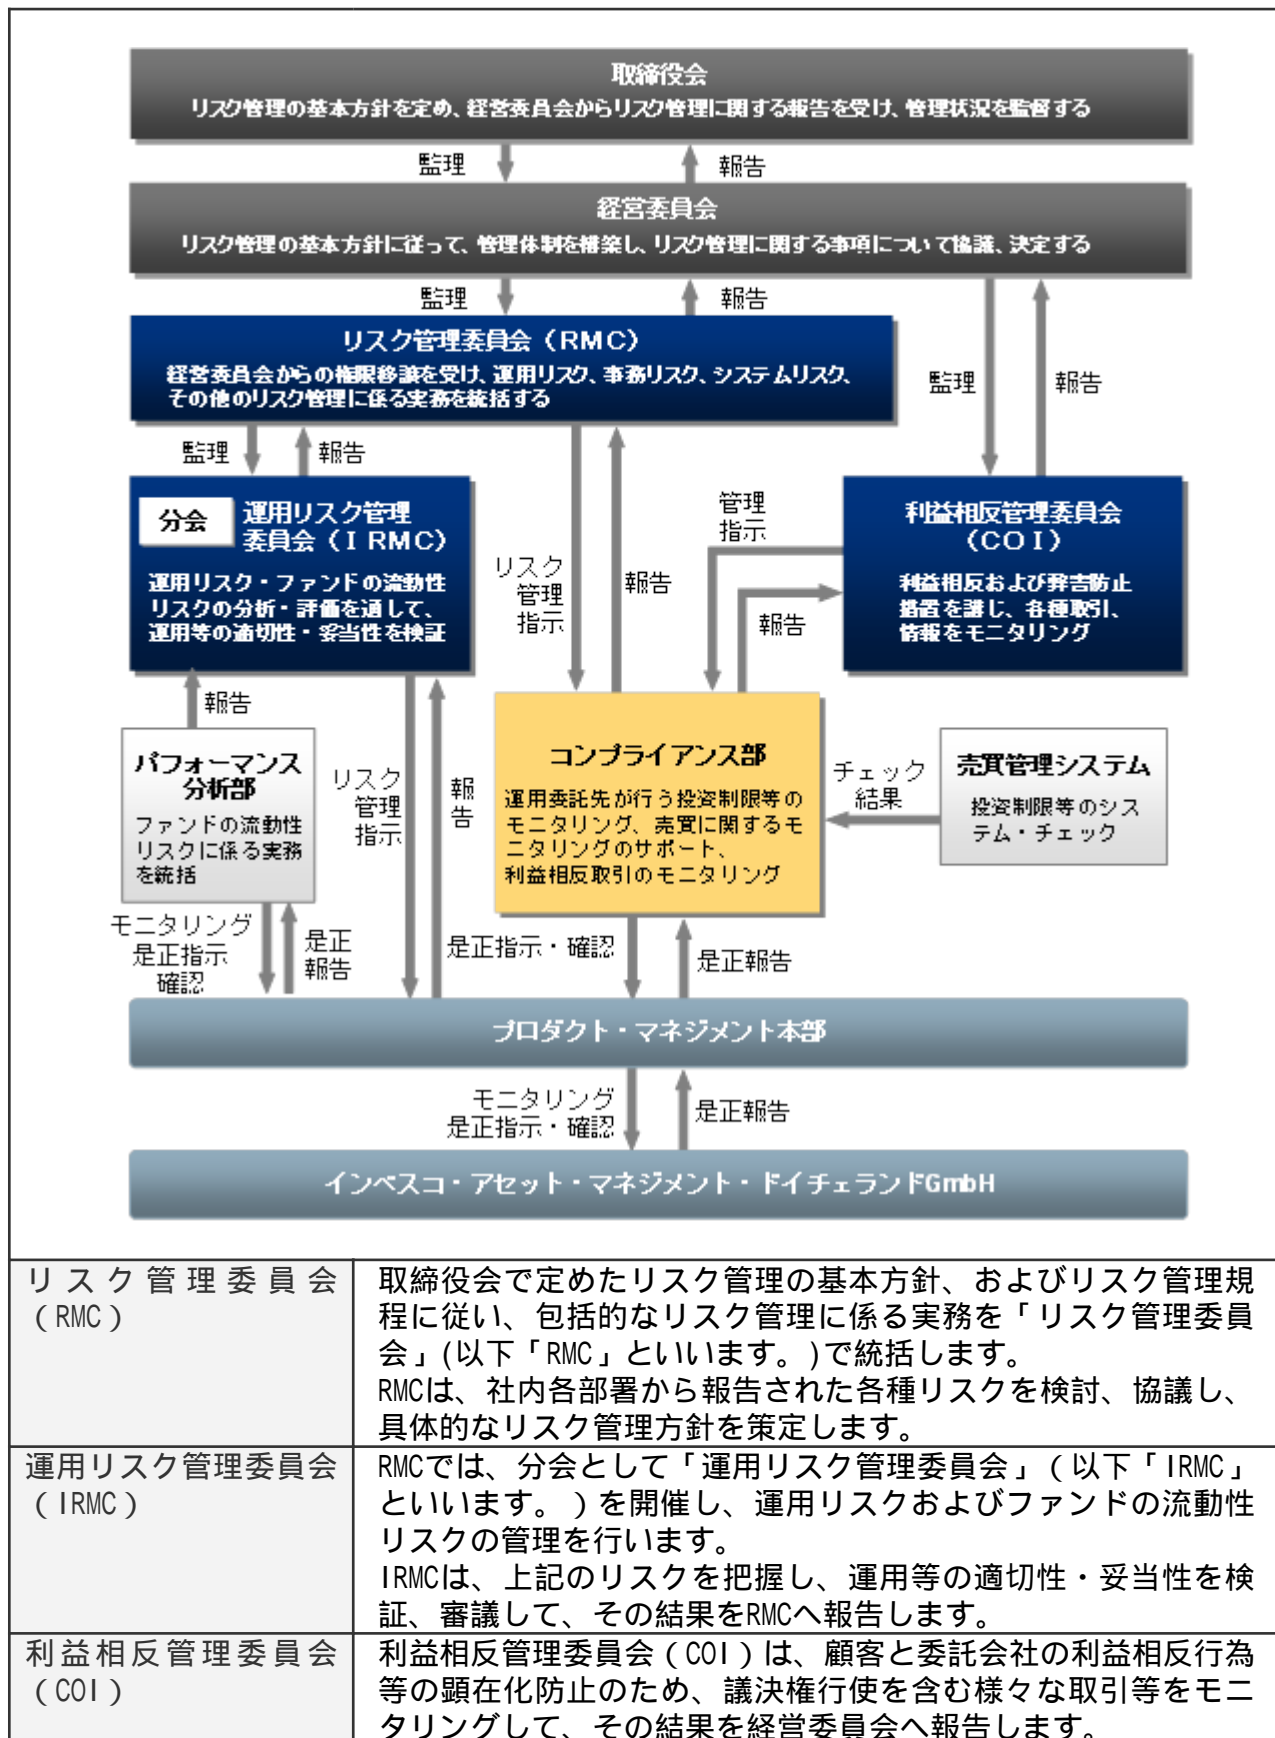 取締役会
リスク管理の基本方針を定め、経営委員会からリスク管理に関する報告を受け、管理状況を監督する
監理
報告
経営委員会
リスク管理の基本方針に従って、管理体制を構築し、リスク管理に関する事項について協議、決定する
監理
報告
リスク管理委員会（RMC）
経営委員会からの権限移譲を受け、運用リスク、事務リスク、システムリスク、
その他のリスク管理に係る実務を統括する
監理
報告
監理
報告
分会
運用リスク管理
委員会（IRMC）
運用リスク・ファンドの流動性
リスクの分析・評価を通して、
運用等の適切性・妥当性を検証
リスク
管理
指示
報告
管理
指示
報告
利益相反管理委員会
（COI）
利益相反および弊害防止
措置を講じ、各種取引、
情報をモニタリング
報告
パフォーマンス
分析部
ファンドの流動性
リスクに係る実務
を統括
リスク
管理
指示
報
告
コンプライアンス部
運用委託先が行う投資制限等の
モニタリング、売買に関するモ
ニタリングのサポート、
利益相反取引のモニタリング
チェック
結果
売買管理システム
投資制限等のシス
テム・チェック
モニタリング
是正指示
確認
是正
報告
是正指示・確認
是正報告
プロダクト・マネジメント本部
モニタリング
是正指示・確認
是正報告
インベスコ・アセット・マネジメント・ドイチェランドGmbH
リスク管理委員会
（RMC）
取締役会で定めたリスク管理の基本方針、およびリスク管理規
程に従い、包括的なリスク管理に係る実務を「リスク管理委員
会」(以下「RMC」といいます。)で統括します。
RMCは、社内各部署から報告された各種リスクを検討、協議し、
具体的なリスク管理方針を策定します。
運用リスク管理委員会
（IRMC）
RMCでは、分会として「運用リスク管理委員会」（以下「IRMC」
といいます。）を開催し、運用リスクおよびファンドの流動性
リスクの管理を行います。
IRMCは、上記のリスクを把握し、運用等の適切性・妥当性を検
証、審議して、その結果をRMCへ報告します。
利益相反管理委員会
（COI）
利益相反管理委員会（COI）は、顧客と委託会社の利益相反行為
等の顕在化防止のため、議決権行使を含む様々な取引等をモニ
タリングして、その結果を経営委員会へ報告します。